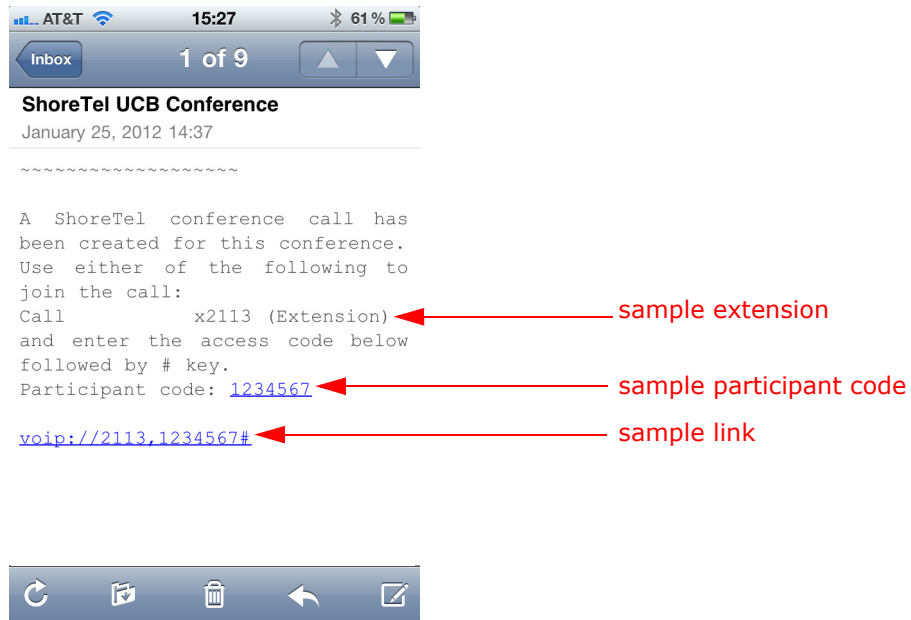 AT&T 15:27 61 %
Inbox 1 of 9
ShoreTel UCB Conference
January 25, 2012 14:37
~~~~~~~~~~~~~~~~~~~
A ShoreTel conference call has
been created for this conference.
Use either of the following to
join the call:
Call x2113 (Extension)
sample extension
and enter the access code below
followed by # key.
Participant code: 1234567
sample participant code
voip://2113,1234567#
sample link